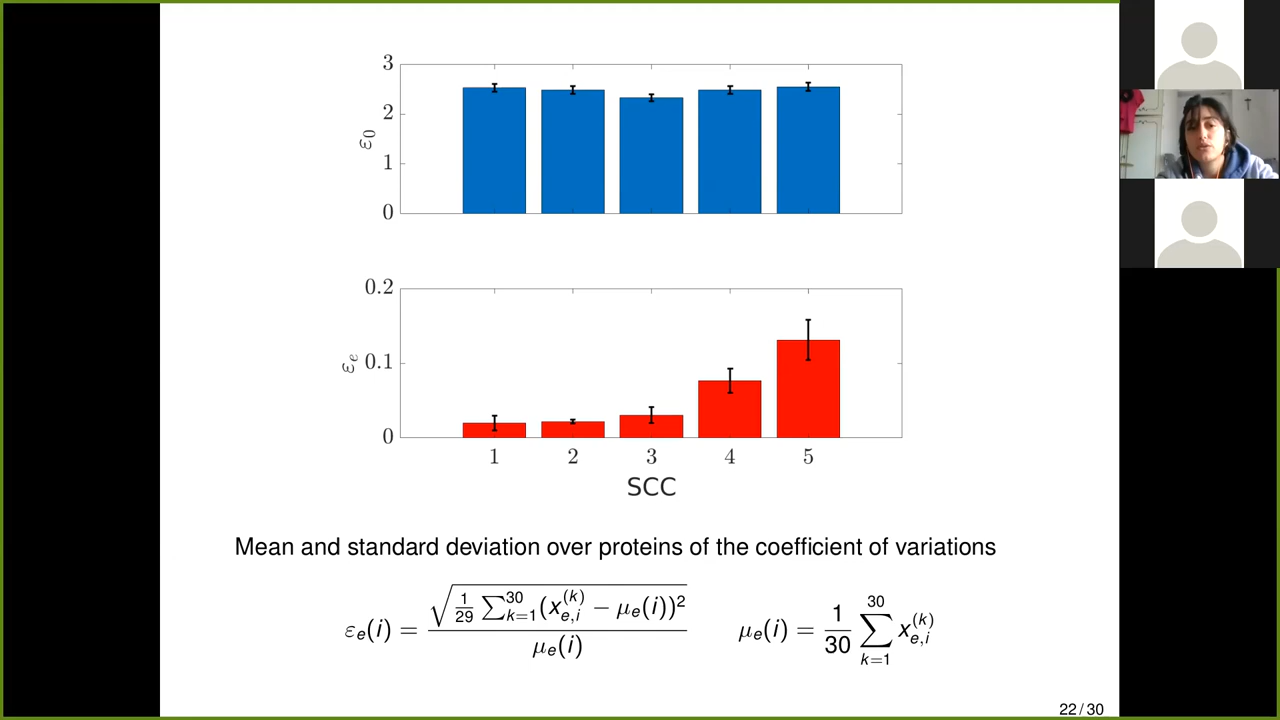 3
2
1
0
ε₀
0.2
0.1
0
εₑ
1 2 3 4 5
SCC
Mean and standard deviation over proteins of the coefficient of variations
εₑ(i) = √(1/29 ∑_{k=1}^{30} (x_{e,i}^{(k)} − μₑ(i))²) / μₑ(i)    μₑ(i) = 1/30 ∑_{k=1}^{30} x_{e,i}^{(k)}
22 / 30